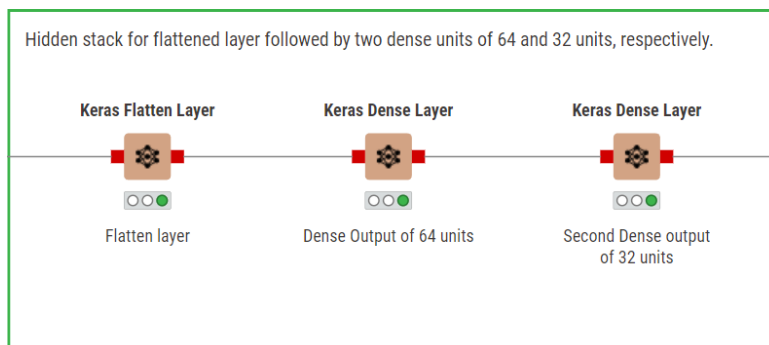 Hidden stack for flattened layer followed by two dense units of 64 and 32 units, respectively.
Keras Flatten Layer
Keras Dense Layer
Keras Dense Layer
Flatten layer
Dense Output of 64 units
Second Dense output
of 32 units